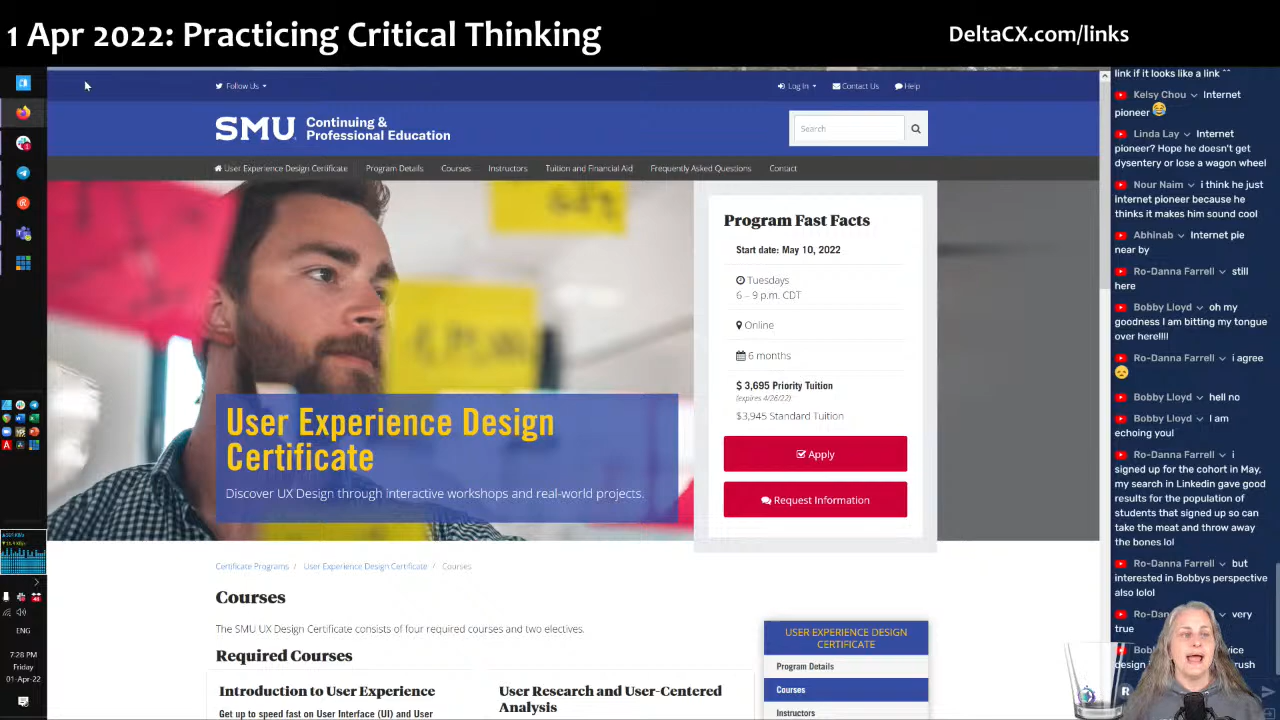 1 Apr 2022: Practicing Critical Thinking
DeltaCX.com/links
Follow Us
Log In
Contact Us
Help
SMU
Continuing &
Professional Education
Search
User Experience Design Certificate
Program Details
Courses
Instructors
Tuition and Financial Aid
Frequently Asked Questions
Contact
User Experience Design
Certificate
Discover UX Design through interactive workshops and real-world projects.
Program Fast Facts
Start date: May 10, 2022
Tuesdays
6 – 9 p.m. CDT
Online
6 months
$ 3,695 Priority Tuition
(expires 4/26/22)
$3,945 Standard Tuition
Apply
Request Information
Certificate Programs / User Experience Design Certificate / Courses
Courses
The SMU UX Design Certificate consists of four required courses and two electives.
Required Courses
Introduction to User Experience
Get up to speed fast on User Interface (UI) and User
User Research and User-Centered
Analysis
USER EXPERIENCE DESIGN
CERTIFICATE
Program Details
Courses
Instructors
link if it looks like a link ^^
Kelsy Chou Internet
pioneer 😂
Linda Lay Internet
pioneer? Hope he doesn't get
dysentery or lose a wagon wheel
Nour Naim i think he just
internet pioneer because he
thinks it makes him sound cool
Abhinab Internet pie
near by
Ro-Danna Farrell still
here
Bobby Lloyd oh my
goodness I am bitting my tongue
over here!!!!
Ro-Danna Farrell i agree
😞
Bobby Lloyd hell no
Bobby Lloyd I am
echoing you!
Ro-Danna Farrell i
signed up for the cohort in May,
my search in Linkedin gave good
results for the population of
students that signed up so can
take the meat and throw away
the bones lol
Ro-Danna Farrell but
interested in Bobbys perspective
also lolol
very
true
ENG
7:28 PM
Friday
01-Apr-22